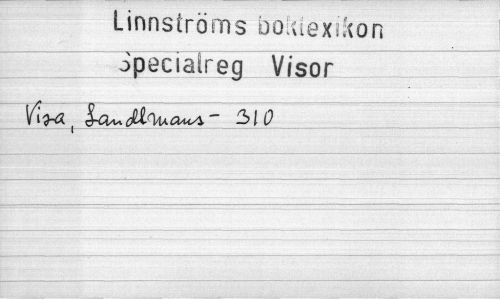 Linnströms boklexikon
Specialreg Visor
Visa, Landtmans- 310